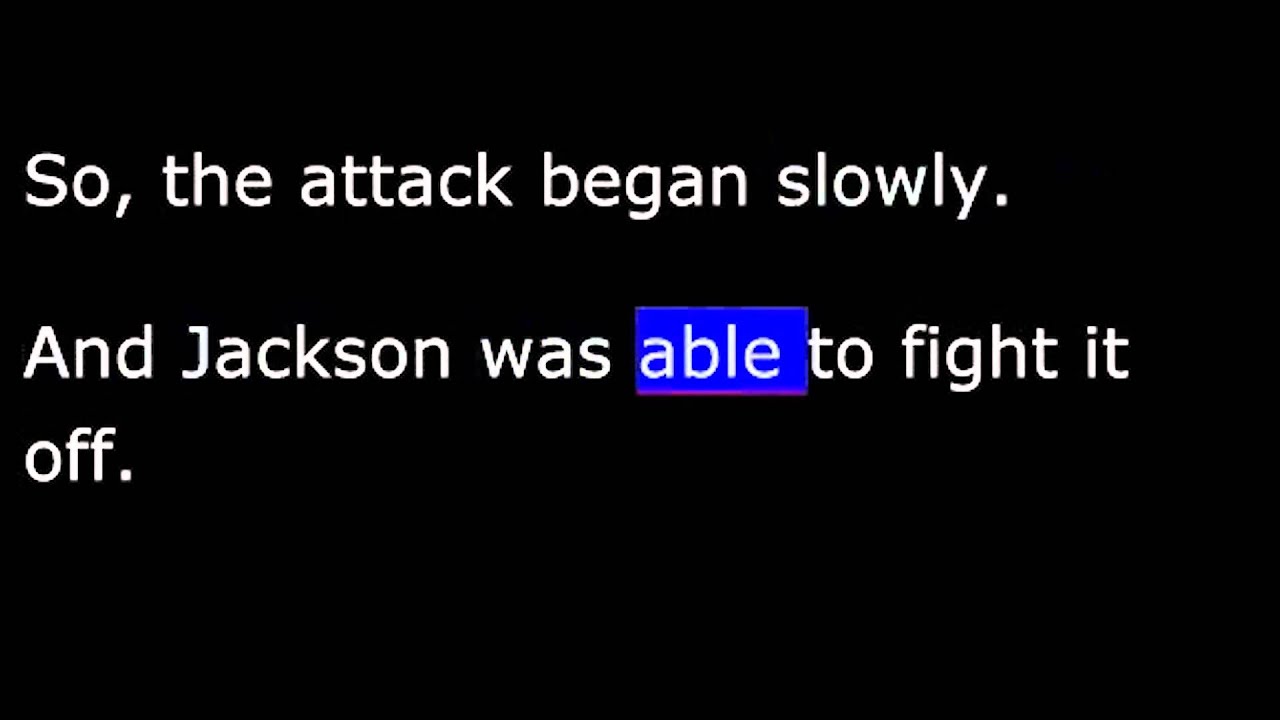 So, the attack began slowly.
And Jackson was able to fight it
off.